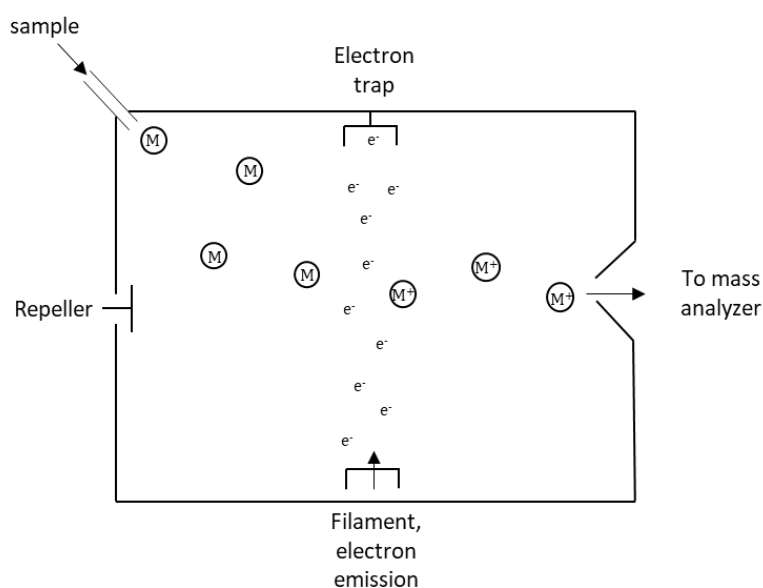 sample
Electron
trap
M
e⁻
M
e⁻
e⁻
e⁻
M
M
e⁻
M⁺
M⁺
M⁺
To mass
analyzer
Repeller
e⁻
e⁻
e⁻
e⁻
e⁻
Filament,
electron
emission